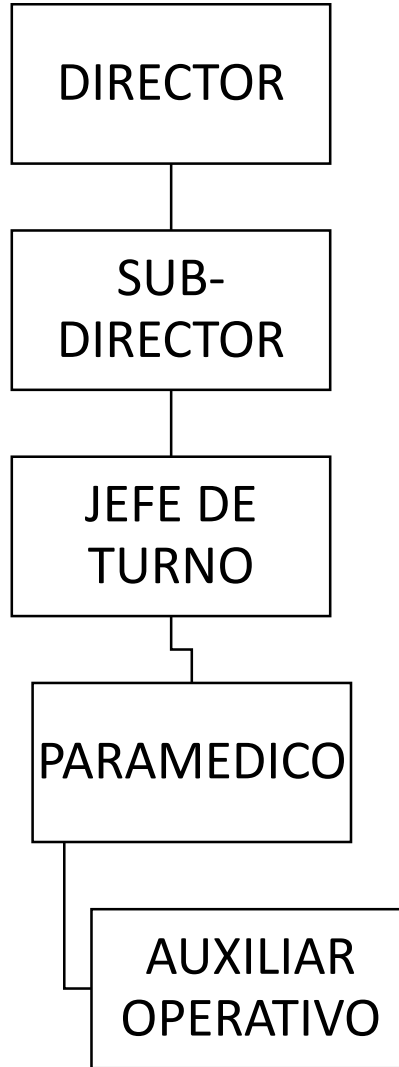 DIRECTOR
SUB-
DIRECTOR
JEFE DE
TURNO
PARAMEDICO
AUXILIAR
OPERATIVO